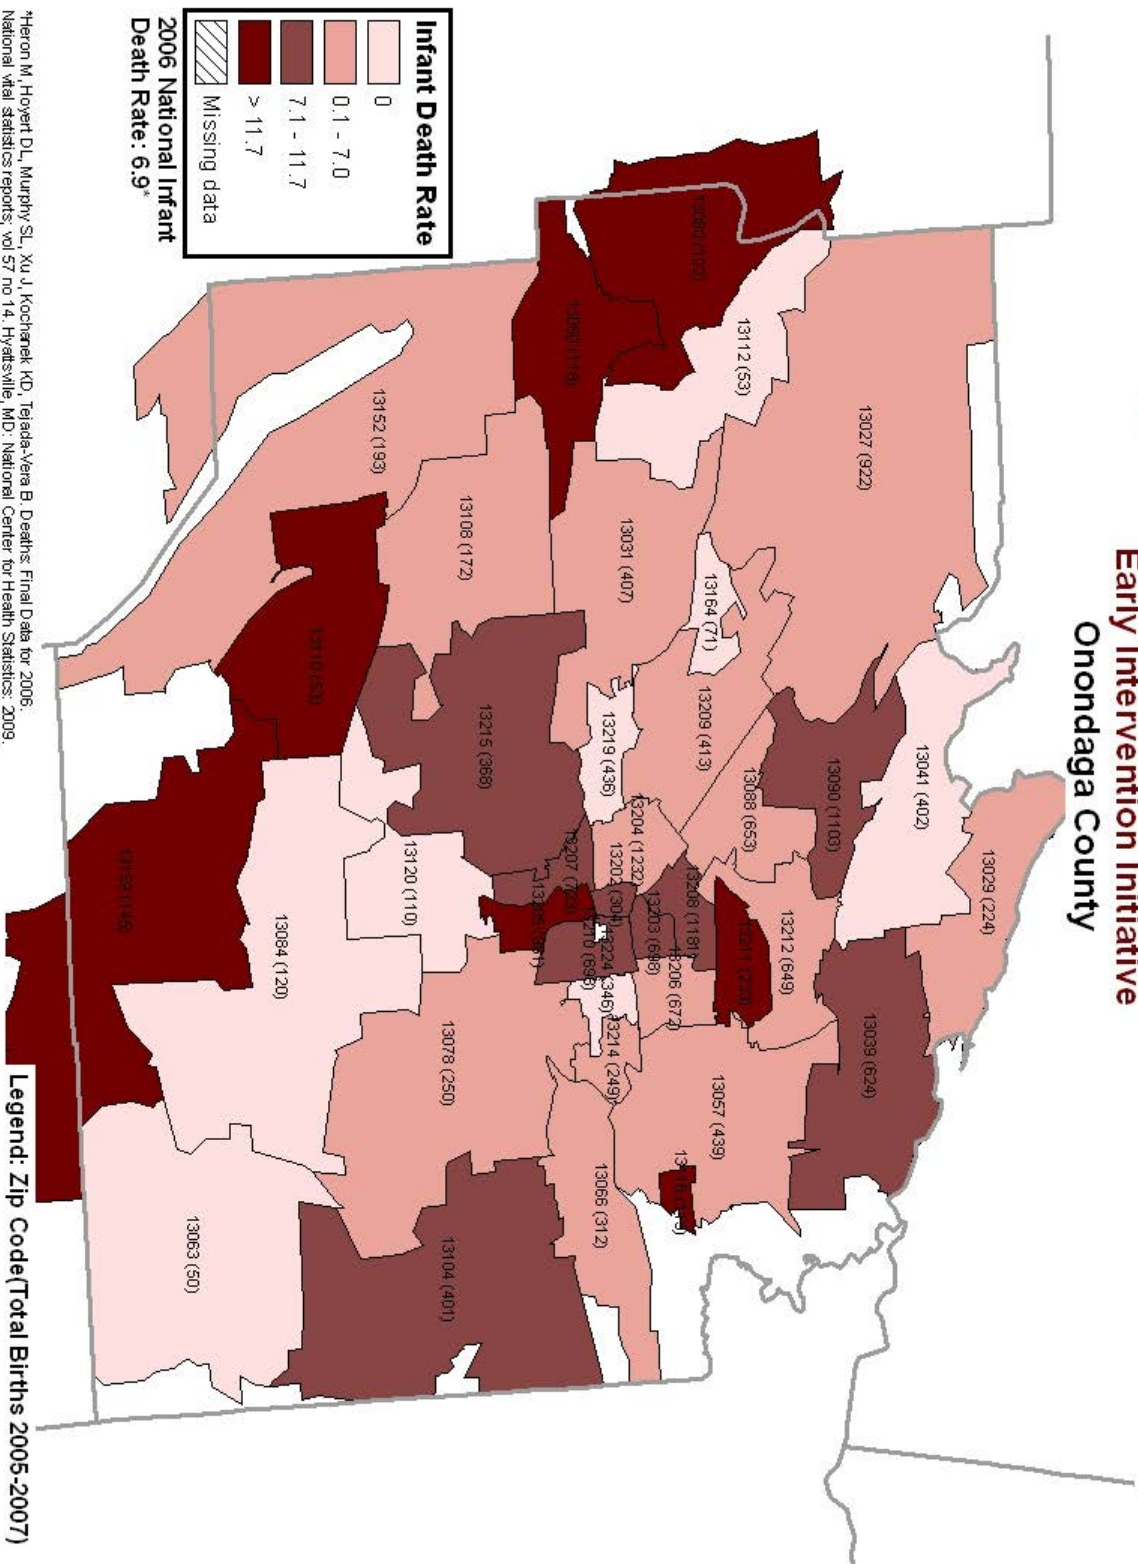 Early Intervention Initiative
Onondaga County
13029 (224)
13041 (402)
13027 (922)
13039 (624)
13090 (1103)
13212 (649)
13112 (53)
13088 (653)
13057 (439)
13164 (71)
13209 (413)
13208 (1181)
13206 (672)
13031 (407)
13204 (1232)
13203 (698)
13219 (436)
13202 (304)
13214 (249)
13066 (312)
13060 (116)
13215 (368)
13108 (172)
13104 (401)
13078 (250)
13120 (110)
13152 (193)
13084 (120)
13063 (50)
Infant Death Rate
0
0.1 - 7.0
7.1 - 11.7
> 11.7
Missing data
2006 National Infant
Death Rate: 6.9*
Legend: Zip Code(Total Births 2005-2007)
*Heron M, Hoyert DL, Murphy SL, Xu J, Kochanek KD, Tejada-Vera B. Deaths: Final Data for 2006.
National vital statistics reports; vol 57 no 14. Hyattsville, MD: National Center for Health Statistics: 2009.